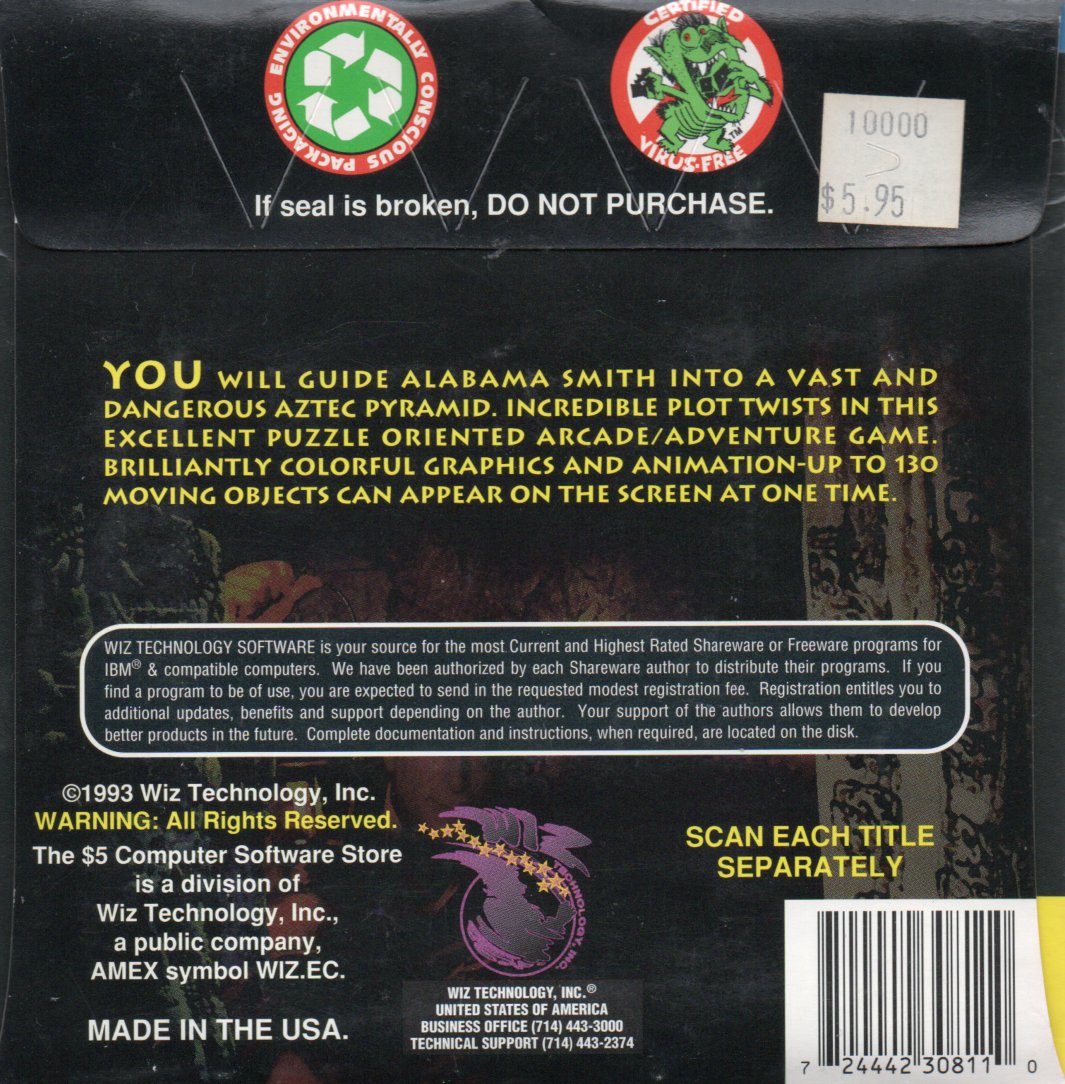 ENVIRONMENTALLY CONSCIOUS PACKAGING
CERTIFIED
VIRUS-FREE
TM
10000
$5.95
If seal is broken, DO NOT PURCHASE.
YOU WILL GUIDE ALABAMA SMITH INTO A VAST AND
DANGEROUS AZTEC PYRAMID. INCREDIBLE PLOT TWISTS IN THIS
EXCELLENT PUZZLE ORIENTED ARCADE/ADVENTURE GAME.
BRILLIANTLY COLORFUL GRAPHICS AND ANIMATION-UP TO 130
MOVING OBJECTS CAN APPEAR ON THE SCREEN AT ONE TIME.
WIZ TECHNOLOGY SOFTWARE is your source for the most Current and Highest Rated Shareware or Freeware programs for
IBM® & compatible computers. We have been authorized by each Shareware author to distribute their programs. If you
find a program to be of use, you are expected to send in the requested modest registration fee. Registration entitles you to
additional updates, benefits and support depending on the author. Your support of the authors allows them to develop
better products in the future. Complete documentation and instructions, when required, are located on the disk.
©1993 Wiz Technology, Inc.
WARNING: All Rights Reserved.
The $5 Computer Software Store
is a division of
Wiz Technology, Inc.,
a public company,
AMEX symbol WIZ.EC.
MADE IN THE USA.
TECHNOLOGY, INC.
WIZ TECHNOLOGY, INC.®
UNITED STATES OF AMERICA
BUSINESS OFFICE (714) 443-3000
TECHNICAL SUPPORT (714) 443-2374
SCAN EACH TITLE
SEPARATELY
7 24442 30811 0